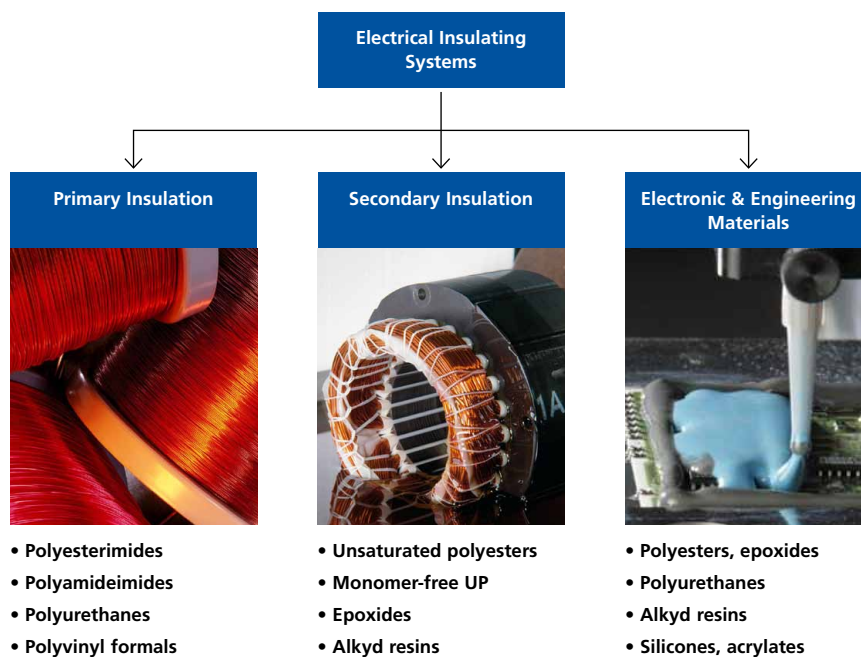 Electrical Insulating
Systems
Primary Insulation
Secondary Insulation
Electronic & Engineering
Materials
1A
• Polyesterimides
• Polyamideimides
• Polyurethanes
• Polyvinyl formals
• Unsaturated polyesters
• Monomer-free UP
• Epoxides
• Alkyd resins
• Polyesters, epoxides
• Polyurethanes
• Alkyd resins
• Silicones, acrylates